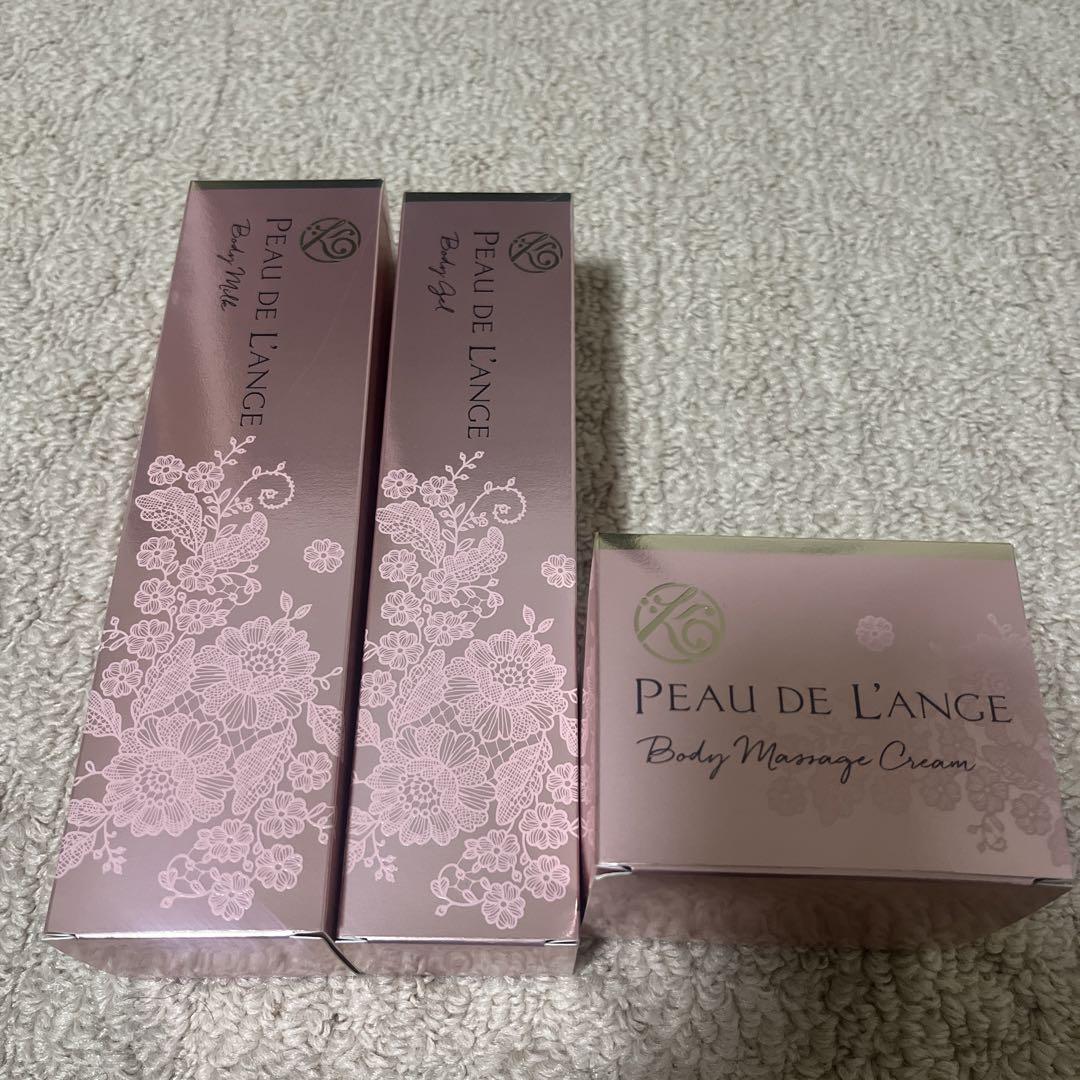 PEAU DE L'ANGE
Body Milk
PEAU DE L'ANGE
Body Gel
PEAU DE L'ANGE
Body Massage Cream